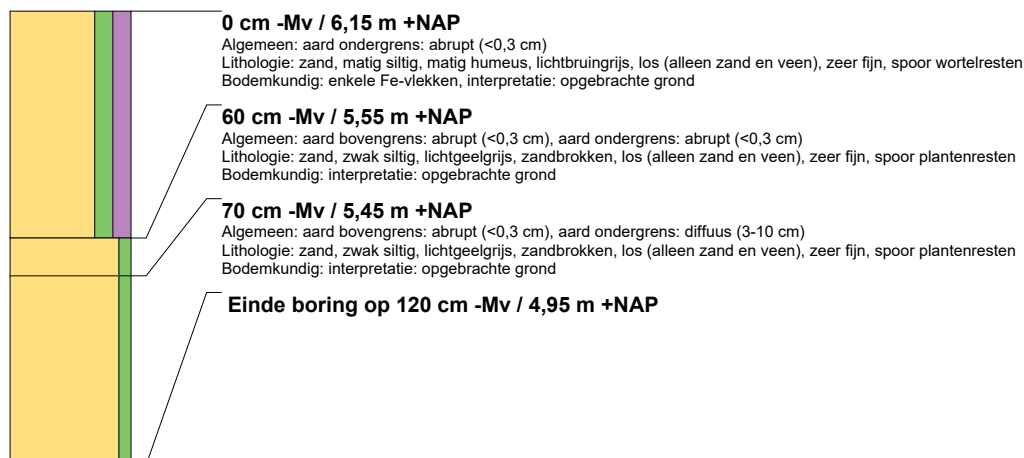 0 cm -Mv / 6,15 m +NAP
Algemeen: aard ondergrens: abrupt (<0,3 cm)
Lithologie: zand, matig siltig, matig humeus, lichtbruingrijs, los (alleen zand en veen), zeer fijn, spoor wortelresten
Bodemkundig: enkele Fe-vlekken, interpretatie: opgebrachte grond
60 cm -Mv / 5,55 m +NAP
Algemeen: aard bovengrens: abrupt (<0,3 cm), aard ondergrens: abrupt (<0,3 cm)
Lithologie: zand, zwak siltig, lichtgeelgrijs, zandbrokken, los (alleen zand en veen), zeer fijn, spoor plantenresten
Bodemkundig: interpretatie: opgebrachte grond
70 cm -Mv / 5,45 m +NAP
Algemeen: aard bovengrens: abrupt (<0,3 cm), aard ondergrens: diffuus (3-10 cm)
Lithologie: zand, zwak siltig, lichtgeelgrijs, zandbrokken, los (alleen zand en veen), zeer fijn, spoor plantenresten
Bodemkundig: interpretatie: opgebrachte grond
Einde boring op 120 cm -Mv / 4,95 m +NAP